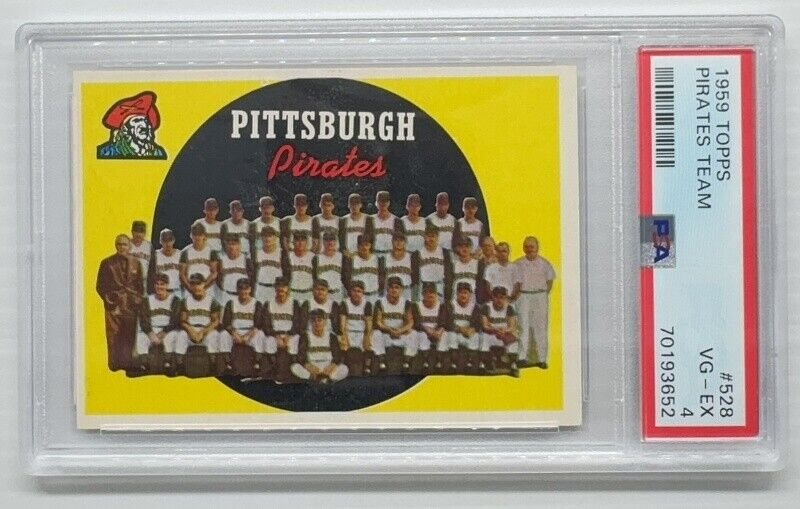 PITTSBURGH
Pirates
1959 TOPPS
PIRATES TEAM
PSA
#528
VG - EX
4
70193652